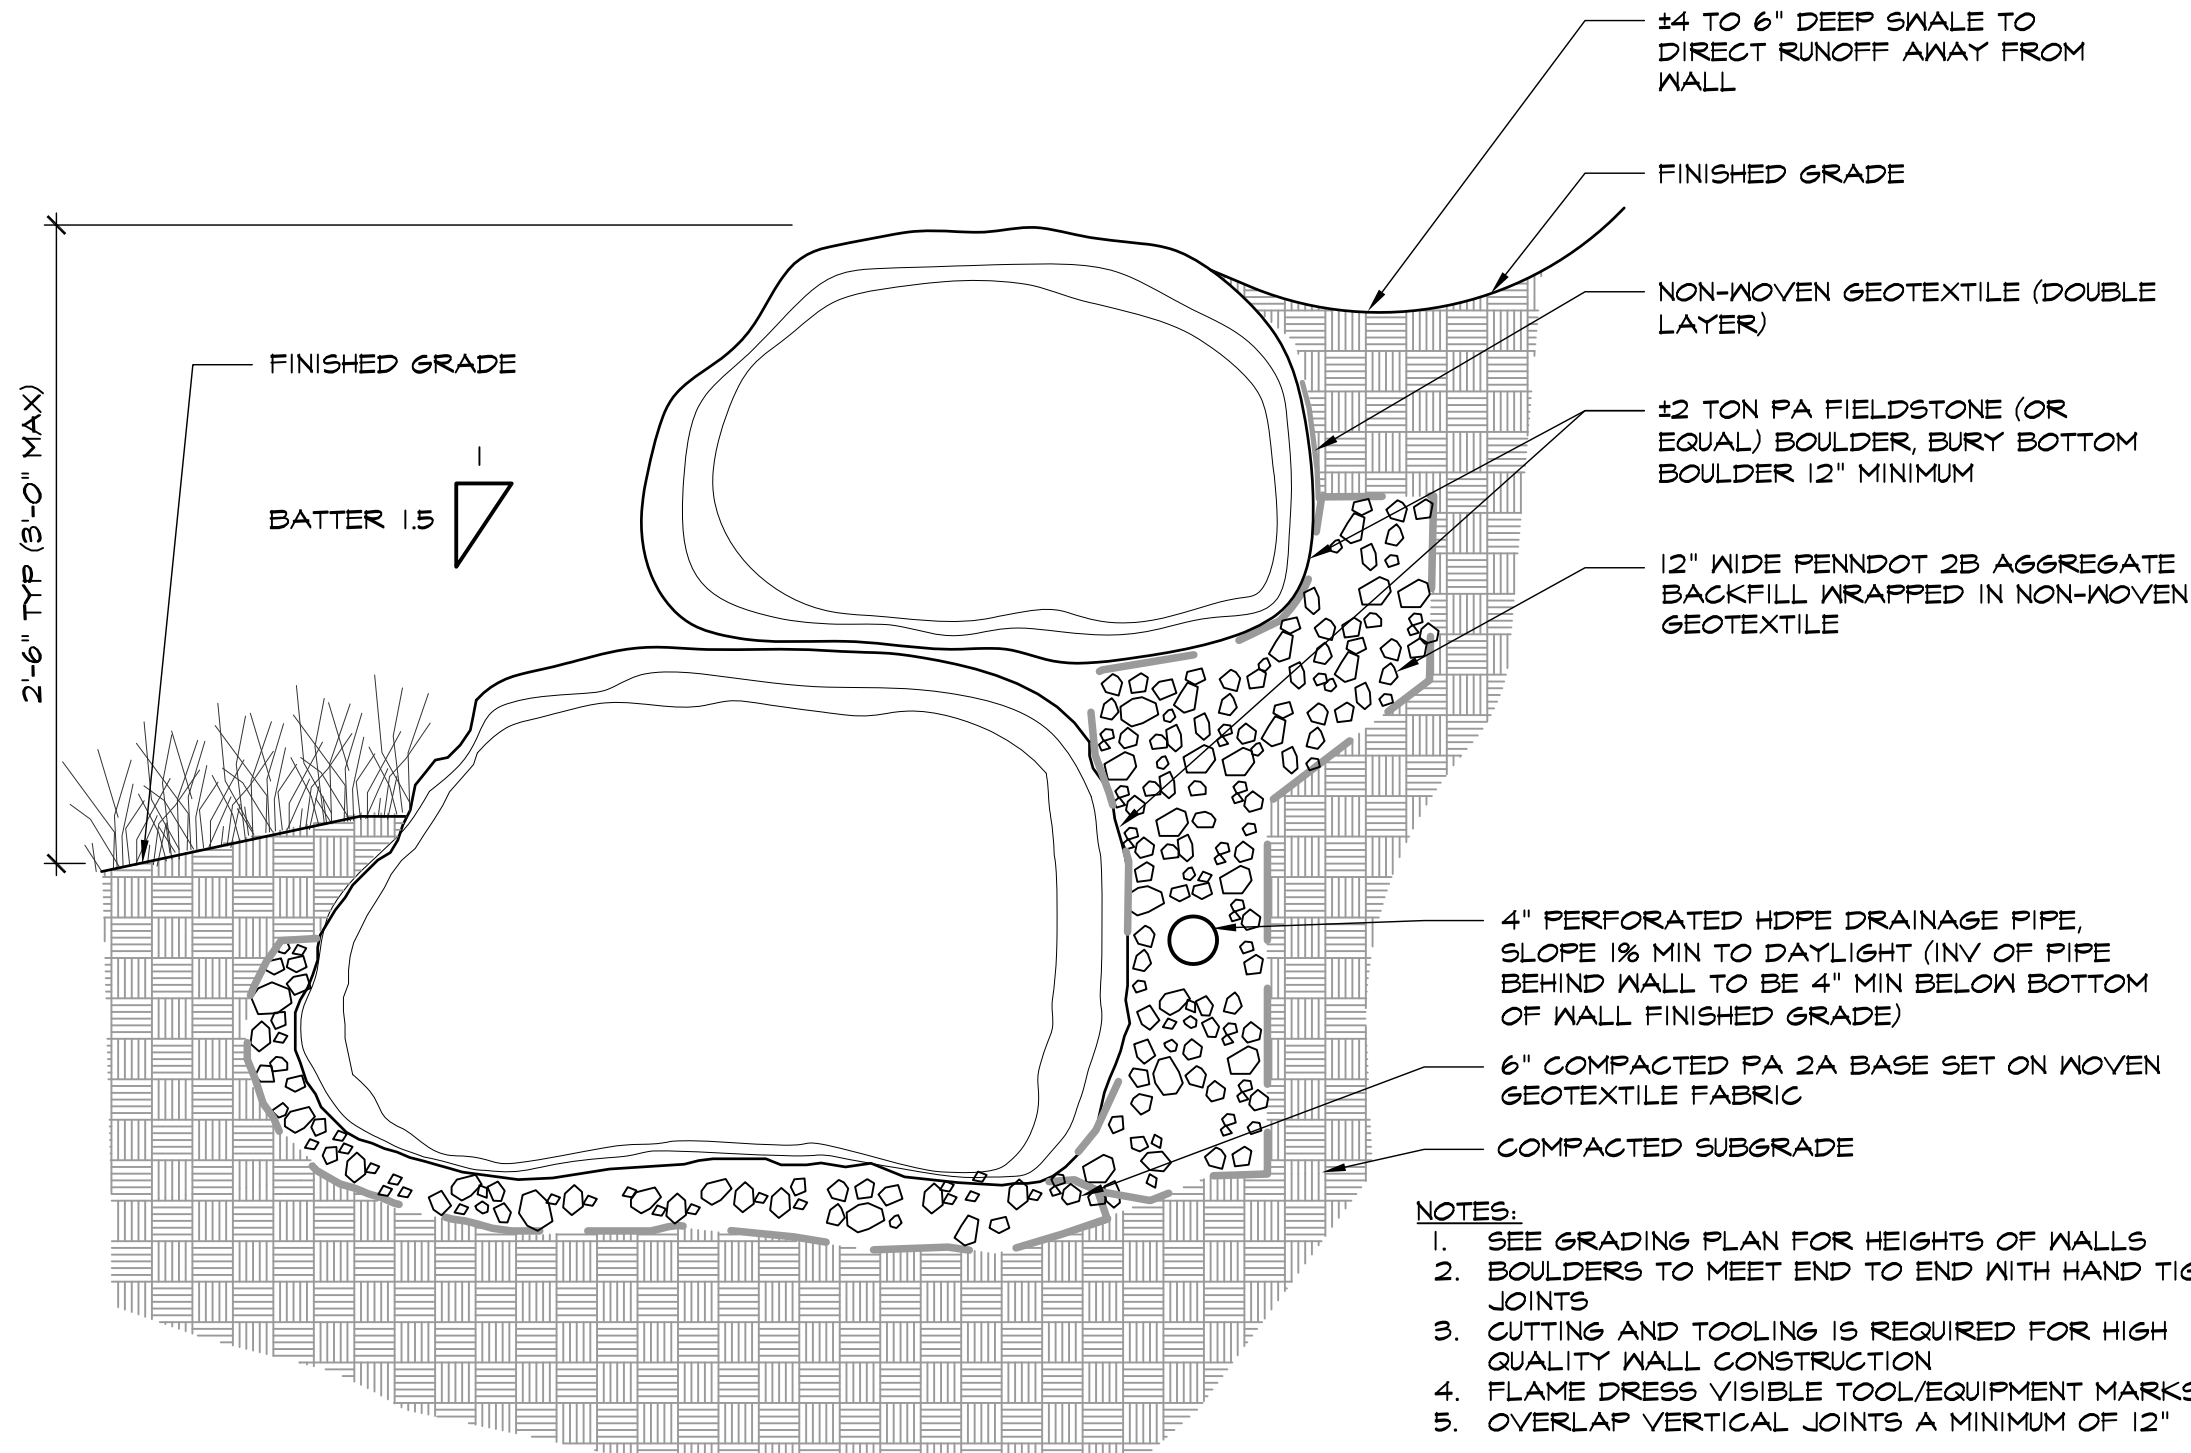 ±4 TO 6" DEEP SWALE TO
DIRECT RUNOFF AWAY FROM
WALL
FINISHED GRADE
NON-WOVEN GEOTEXTILE (DOUBLE
LAYER)
±2 TON PA FIELDSTONE (OR
EQUAL) BOULDER, BURY BOTTOM
BOULDER 12" MINIMUM
12" WIDE PENNDOT 2B AGGREGATE
BACKFILL WRAPPED IN NON-WOVEN
GEOTEXTILE
FINISHED GRADE
1
BATTER 1.5
2'-6" TYP (3'-0" MAX)
4" PERFORATED HDPE DRAINAGE PIPE,
SLOPE 1% MIN TO DAYLIGHT (INV OF PIPE
BEHIND WALL TO BE 4" MIN BELOW BOTTOM
OF WALL FINISHED GRADE)
6" COMPACTED PA 2A BASE SET ON WOVEN
GEOTEXTILE FABRIC
COMPACTED SUBGRADE
NOTES:
1. SEE GRADING PLAN FOR HEIGHTS OF WALLS
2. BOULDERS TO MEET END TO END WITH HAND
JOINTS
3. CUTTING AND TOOLING IS REQUIRED FOR HIGH
QUALITY WALL CONSTRUCTION
4. FLAME DRESS VISIBLE TOOL/EQUIPMENT MARKS
5. OVERLAP VERTICAL JOINTS A MINIMUM OF 12"